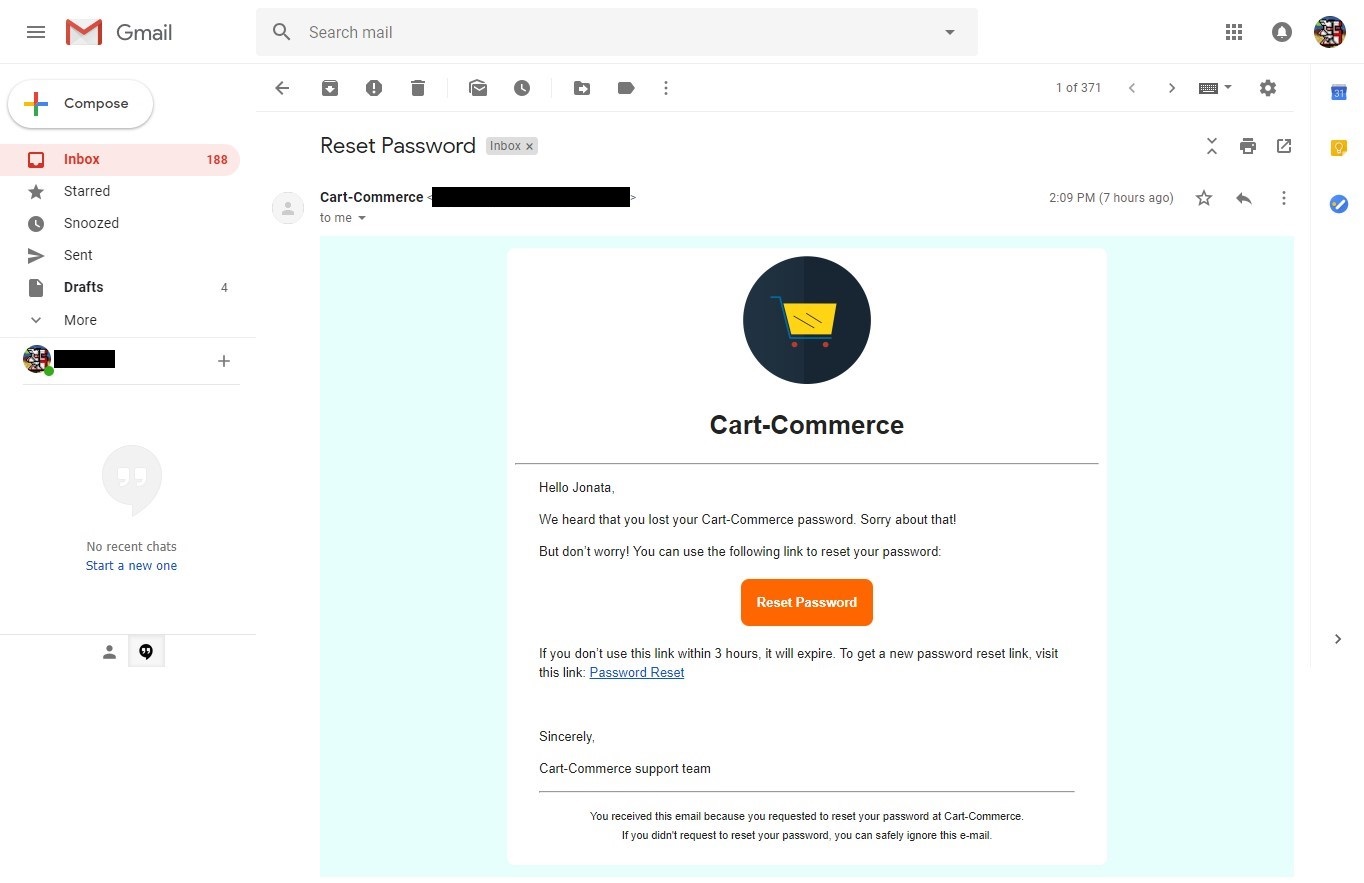 Gmail
Search mail
Compose
1 of 371
31
Reset Password Inbox ×
Inbox 188
Starred
Snoozed
Sent
Drafts 4
More
Cart-Commerce < >
2:09 PM (7 hours ago)
to me
Cart-Commerce
Hello Jonata,
We heard that you lost your Cart-Commerce password. Sorry about that!
But don’t worry! You can use the following link to reset your password:
Reset Password
If you don’t use this link within 3 hours, it will expire. To get a new password reset link, visit
this link: Password Reset
Sincerely,
Cart-Commerce support team
You received this email because you requested to reset your password at Cart-Commerce.
If you didn't request to reset your password, you can safely ignore this e-mail.
No recent chats
Start a new one